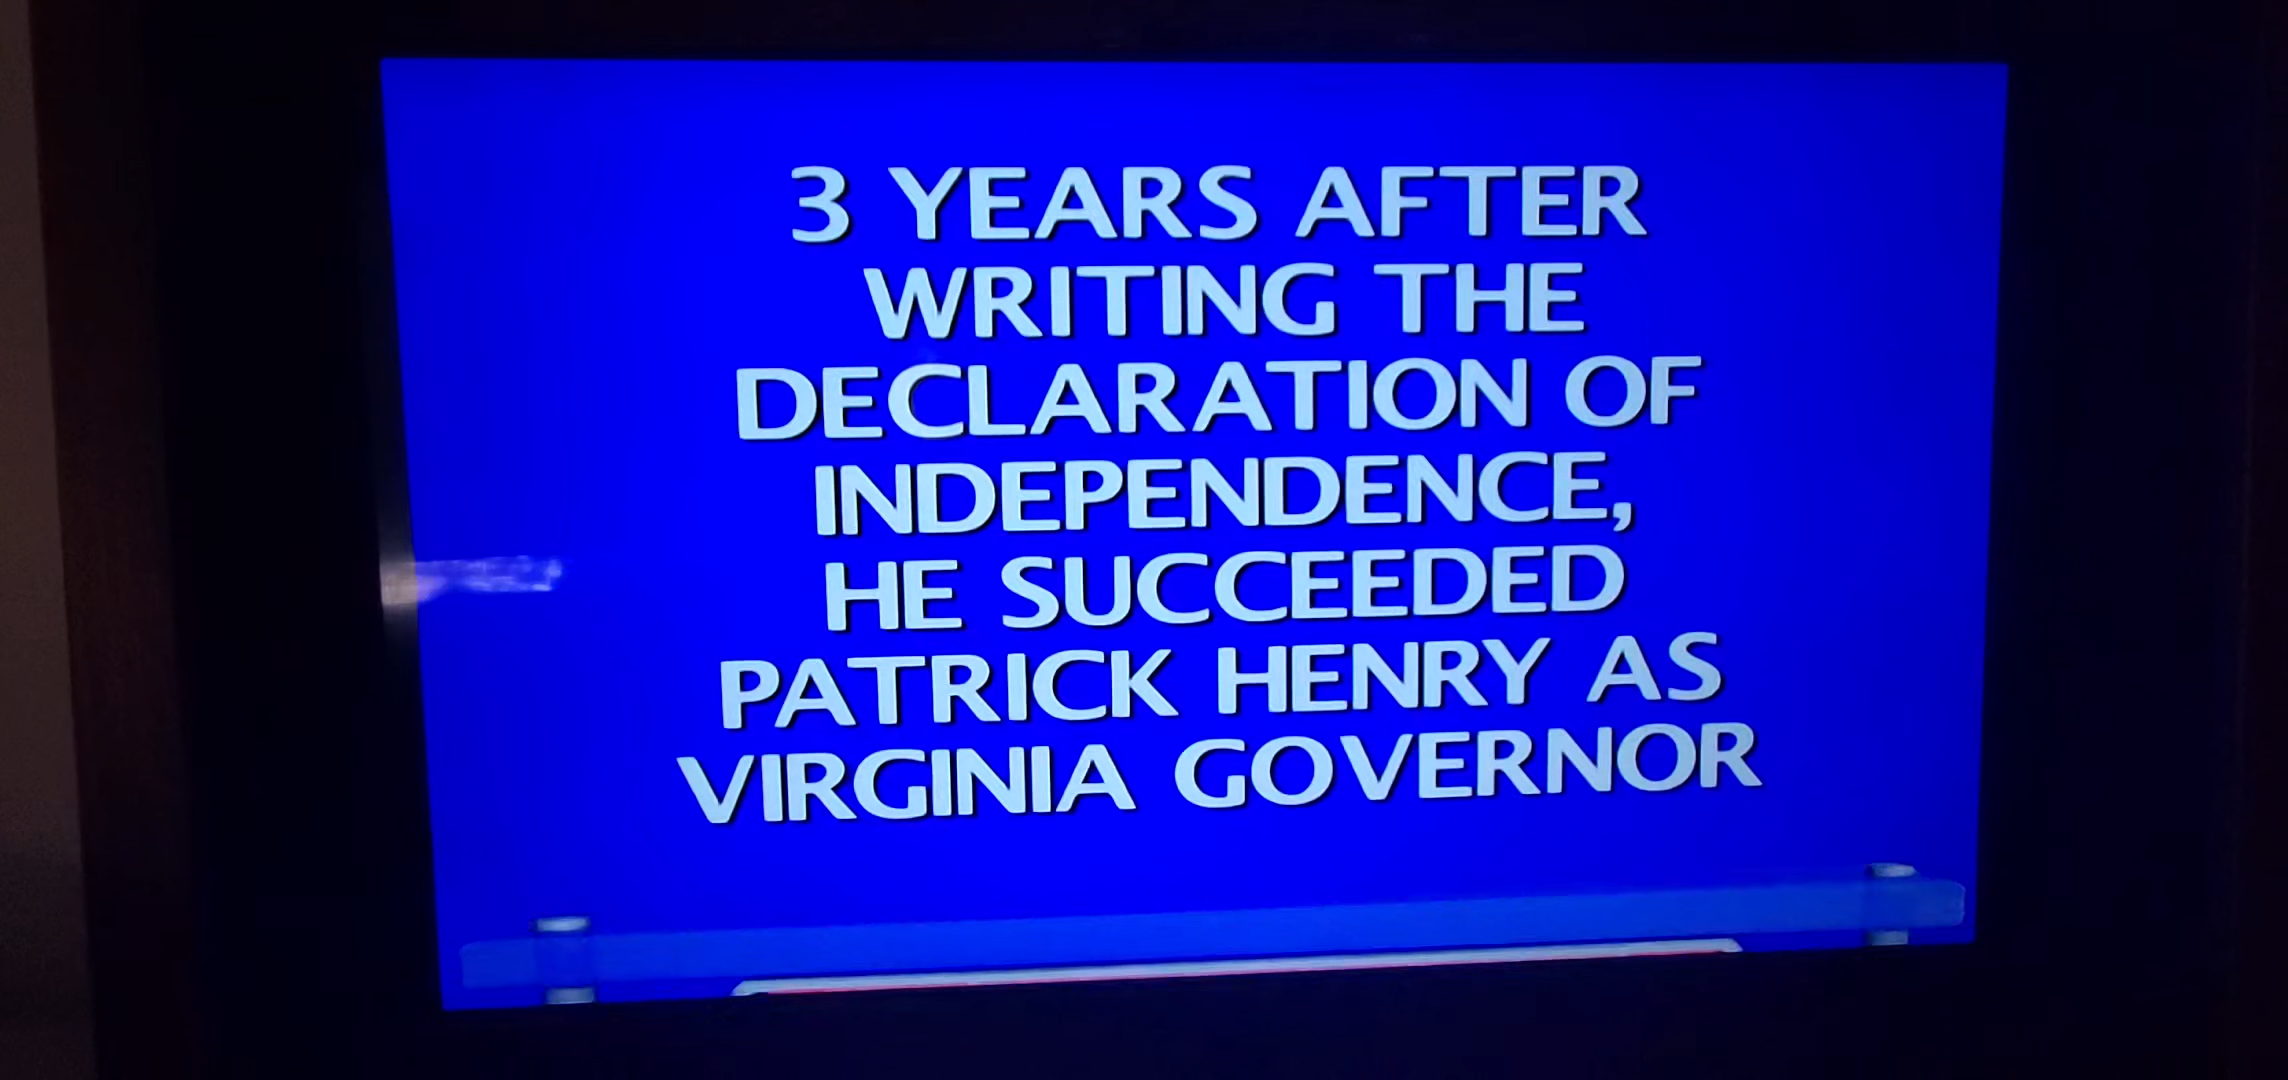 3 YEARS AFTER
WRITING THE
DECLARATION OF
INDEPENDENCE,
HE SUCCEEDED
PATRICK HENRY AS
VIRGINIA GOVERNOR